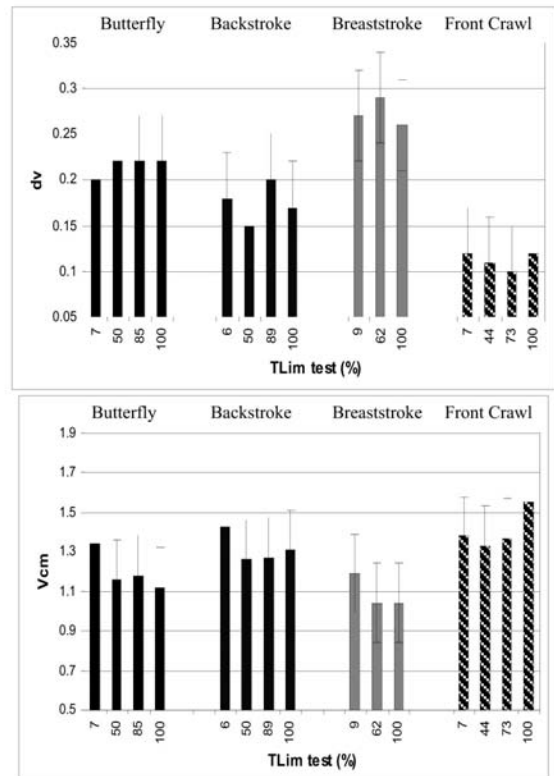 Butterfly Backstroke Breaststroke Front Crawl
0.35
0.3
0.25
0.2
0.15
0.1
0.05
dv
7 50 85 100 6 50 89 100 9 62 100 7 44 73 100
TLim test (%)
Butterfly Backstroke Breaststroke Front Crawl
1.9
1.7
1.5
1.3
1.1
0.9
0.7
0.5
Vcm
7 50 85 100 6 50 89 100 9 62 100 7 44 73 100
TLim test (%)